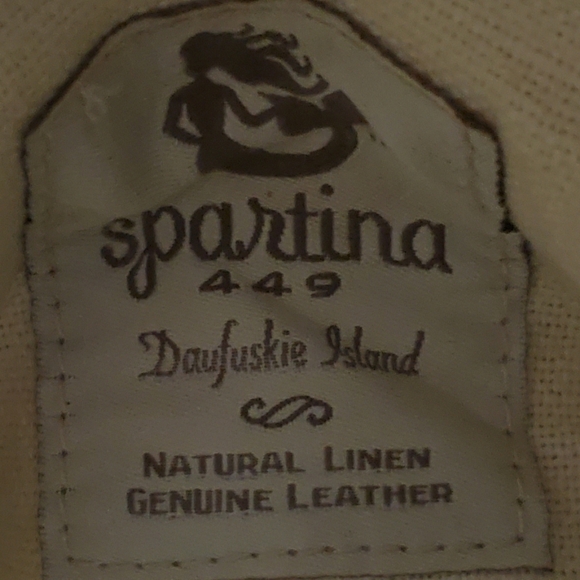 spartina
449
Daufuskie Island
NATURAL LINEN
GENUINE LEATHER